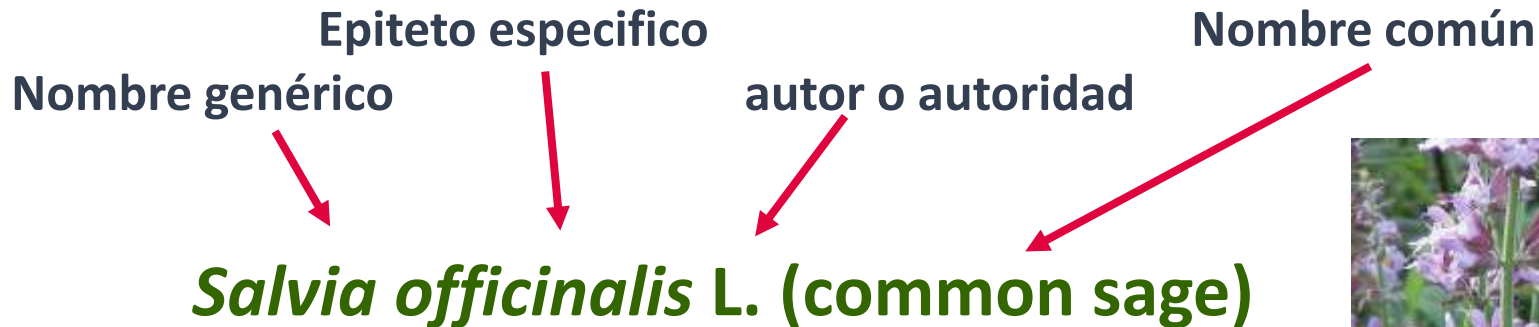 Epiteto especifico
Nombre común
Nombre genérico
autor o autoridad
Salvia officinalis L. (common sage)